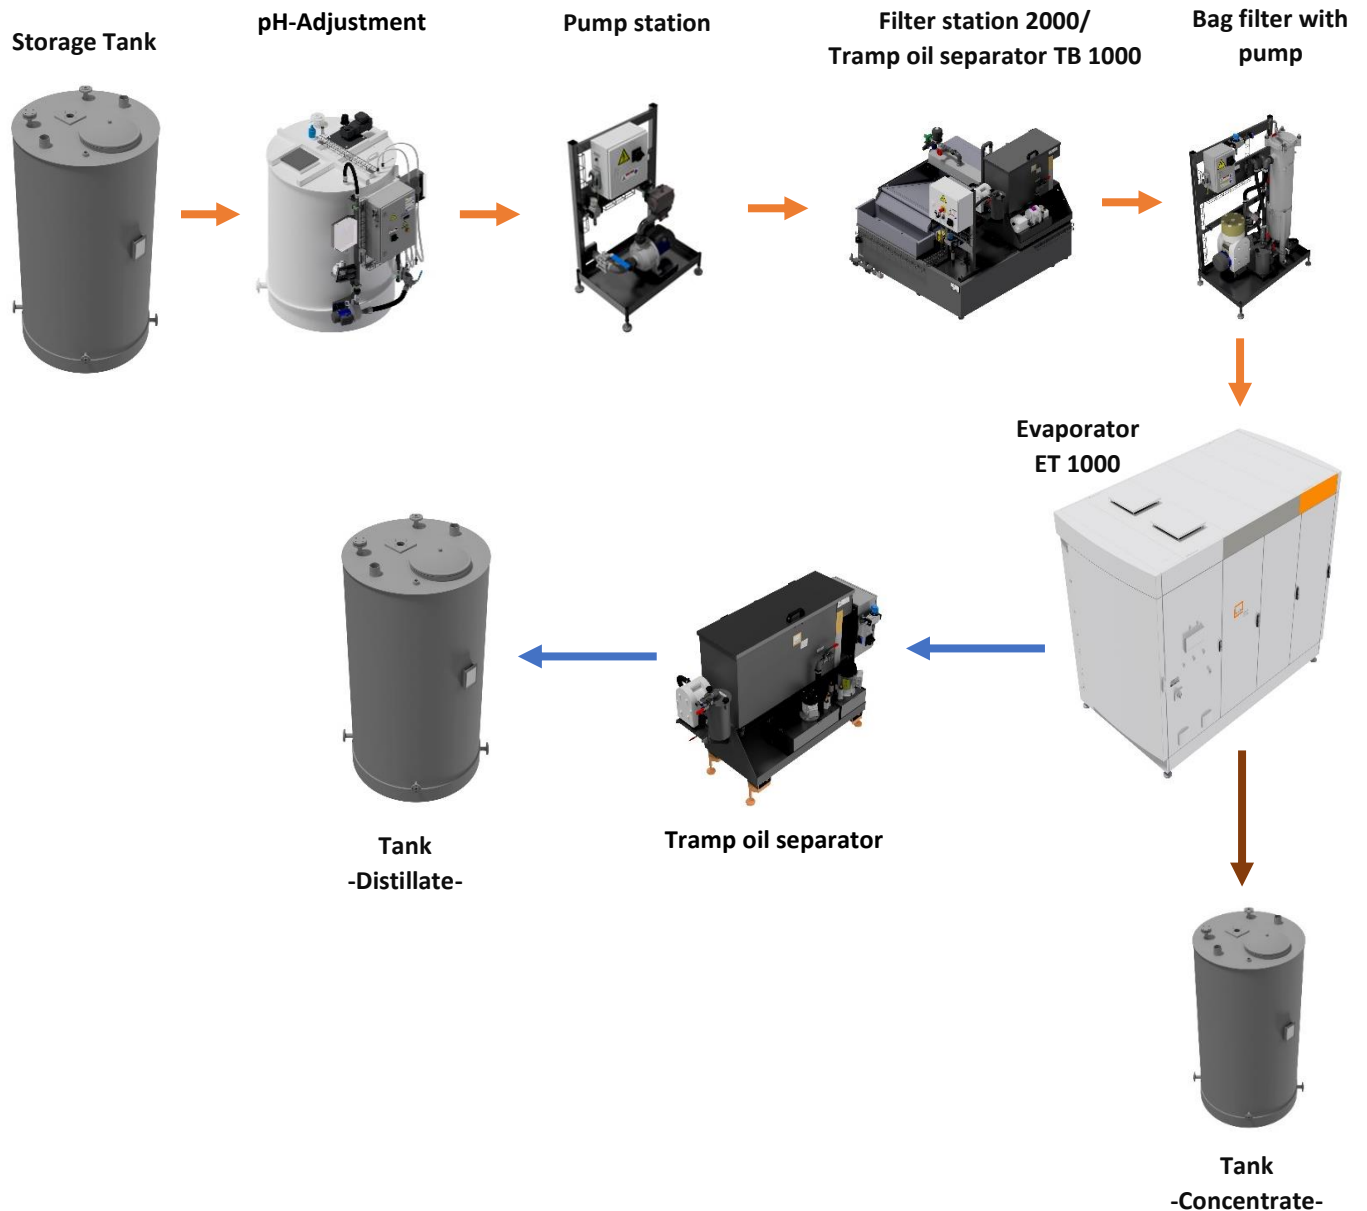 Storage Tank
pH-Adjustment
Pump station
Filter station 2000/
Tramp oil separator TB 1000
Bag filter with
pump
Evaporator
ET 1000
Tramp oil separator
Tank
-Distillate-
Tank
-Concentrate-